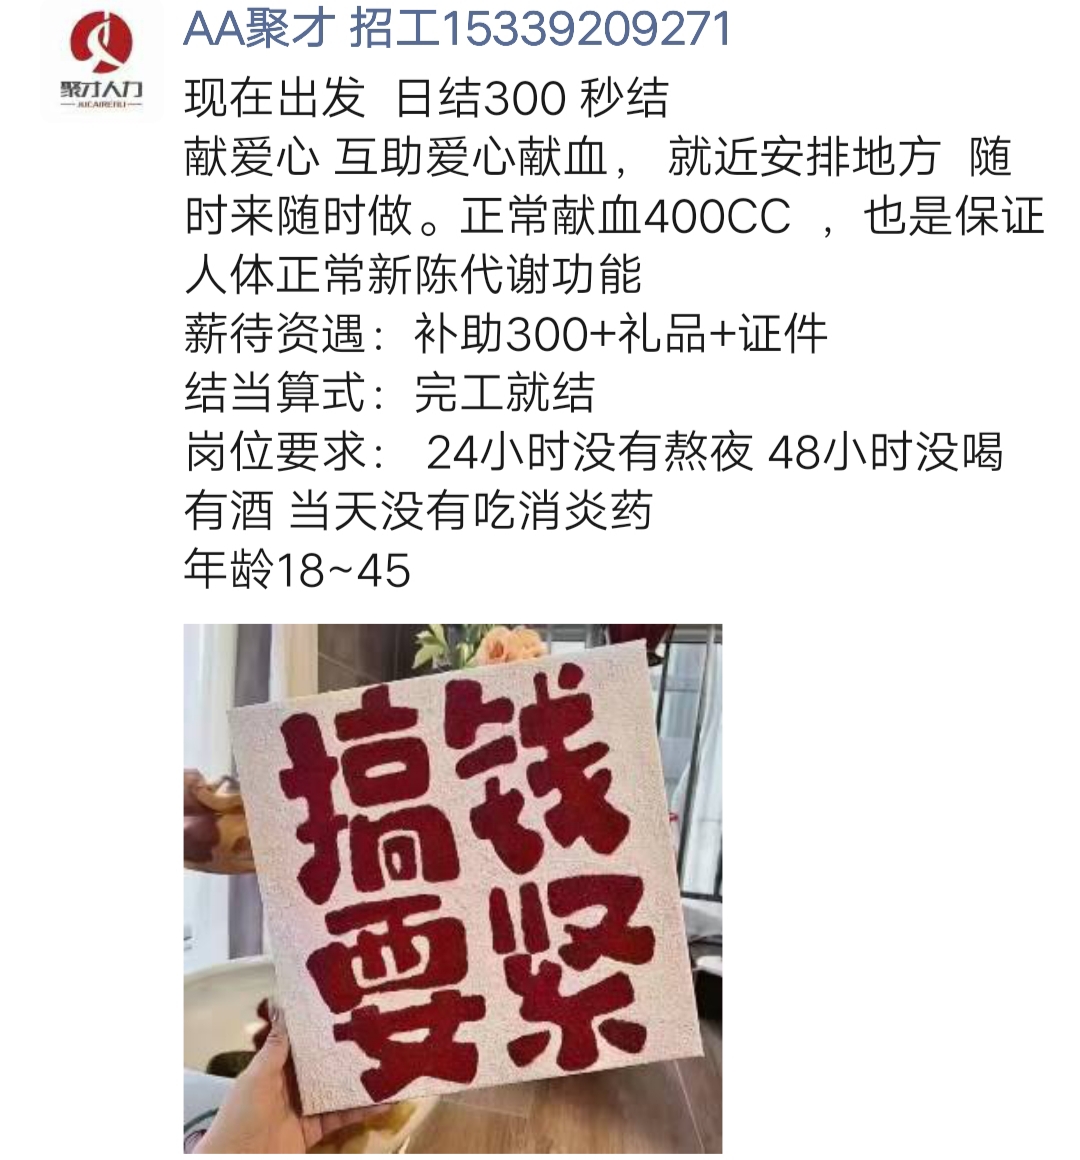 AA聚才 招工15339209271
聚才人力
JUCAIRENLI
现在出发 日结300 秒结
献爱心 互助爱心献血， 就近安排地方 随
时来随时做。正常献血400CC ，也是保证
人体正常新陈代谢功能
薪待资遇：补助300+礼品+证件
结当算式：完工就结
岗位要求： 24小时没有熬夜 48小时没喝
有酒 当天没有吃消炎药
年龄18~45
搞钱
要紧